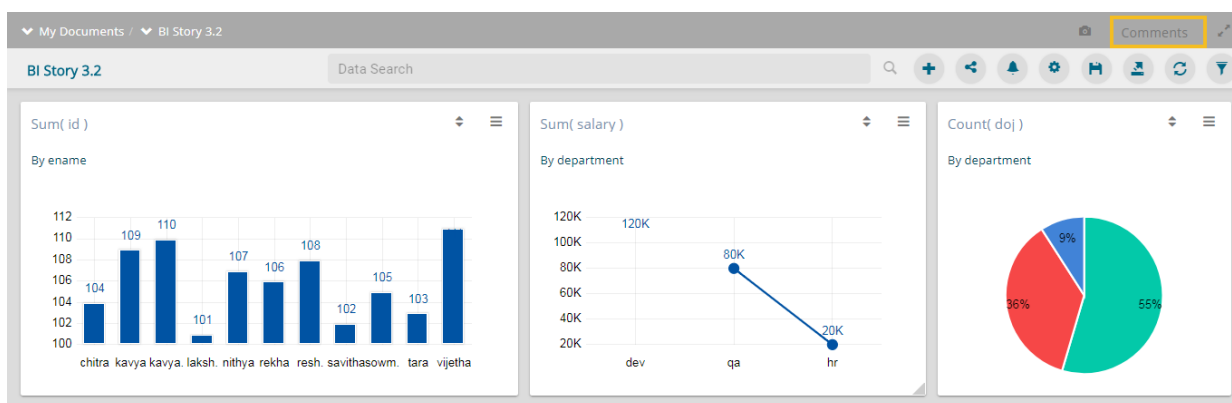 My Documents / BI Story 3.2
Comments
BI Story 3.2
Data Search
Sum( id )
By ename
112
110
108
106
104
102
100
104
109
110
101
107
106
108
102
105
103
chitra kavya kavya. laksh. nithya rekha resh. savithasowm. tara vijetha
Sum( salary )
By department
120K
100K
80K
60K
40K
20K
120K
80K
20K
dev qa hr
Count( doj )
By department
9%
36%
55%